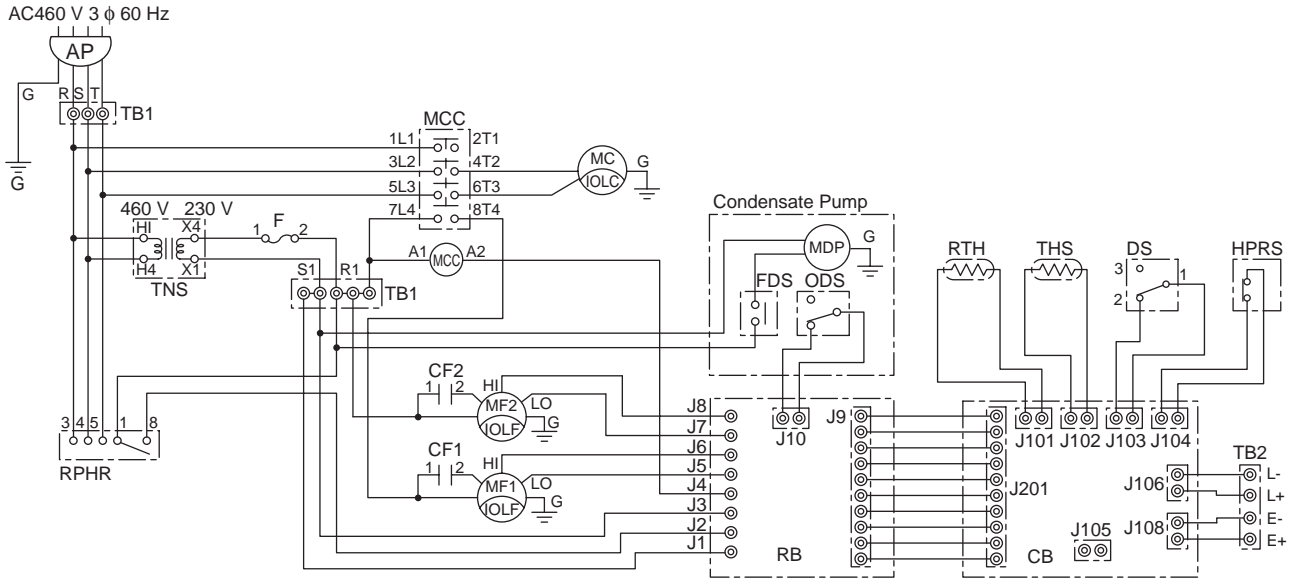 AC460 V 3 ϕ 60 Hz
AP
G
R S T
TB1
G
MCC
1L1 2T1
3L2 4T2
5L3 6T3
7L4 8T4
MC
IOLC
G
460 V 230 V
HI X4
H4 X1
TNS
1 F 2
A1 MCC A2
S1 R1
TB1
Condensate Pump
MDP
G
FDS ODS
RTH
THS
DS
3
2
1
HPRS
CF2
1 2
HI
LO
MF2
IOLF
G
CF1
1 2
HI
LO
MF1
IOLF
G
3 4 5 1 8
RPHR
J8
J7
J6
J5
J4
J3
J2
J1
J10
J9
RB
J201
J101 J102 J103 J104
J106
J108
J105
CB
TB2
L-
L+
E-
E+